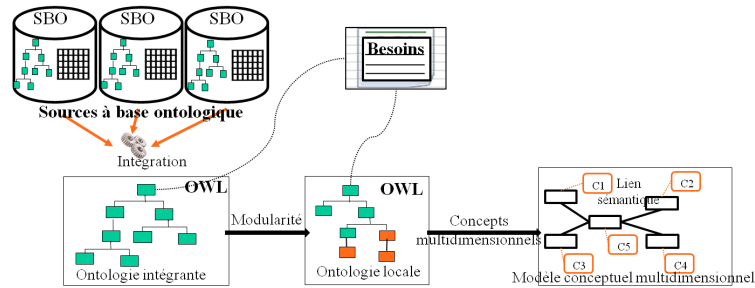 SBO
SBO
SBO
Besoins
Sources à base ontologique
Intégration
OWL
OWL
C1
C2
Lien
sémantique
Modularité
Concepts
multidimensionnels
C5
C3
C4
Ontologie intégrante
Ontologie locale
Modèle conceptuel multidimensionnel